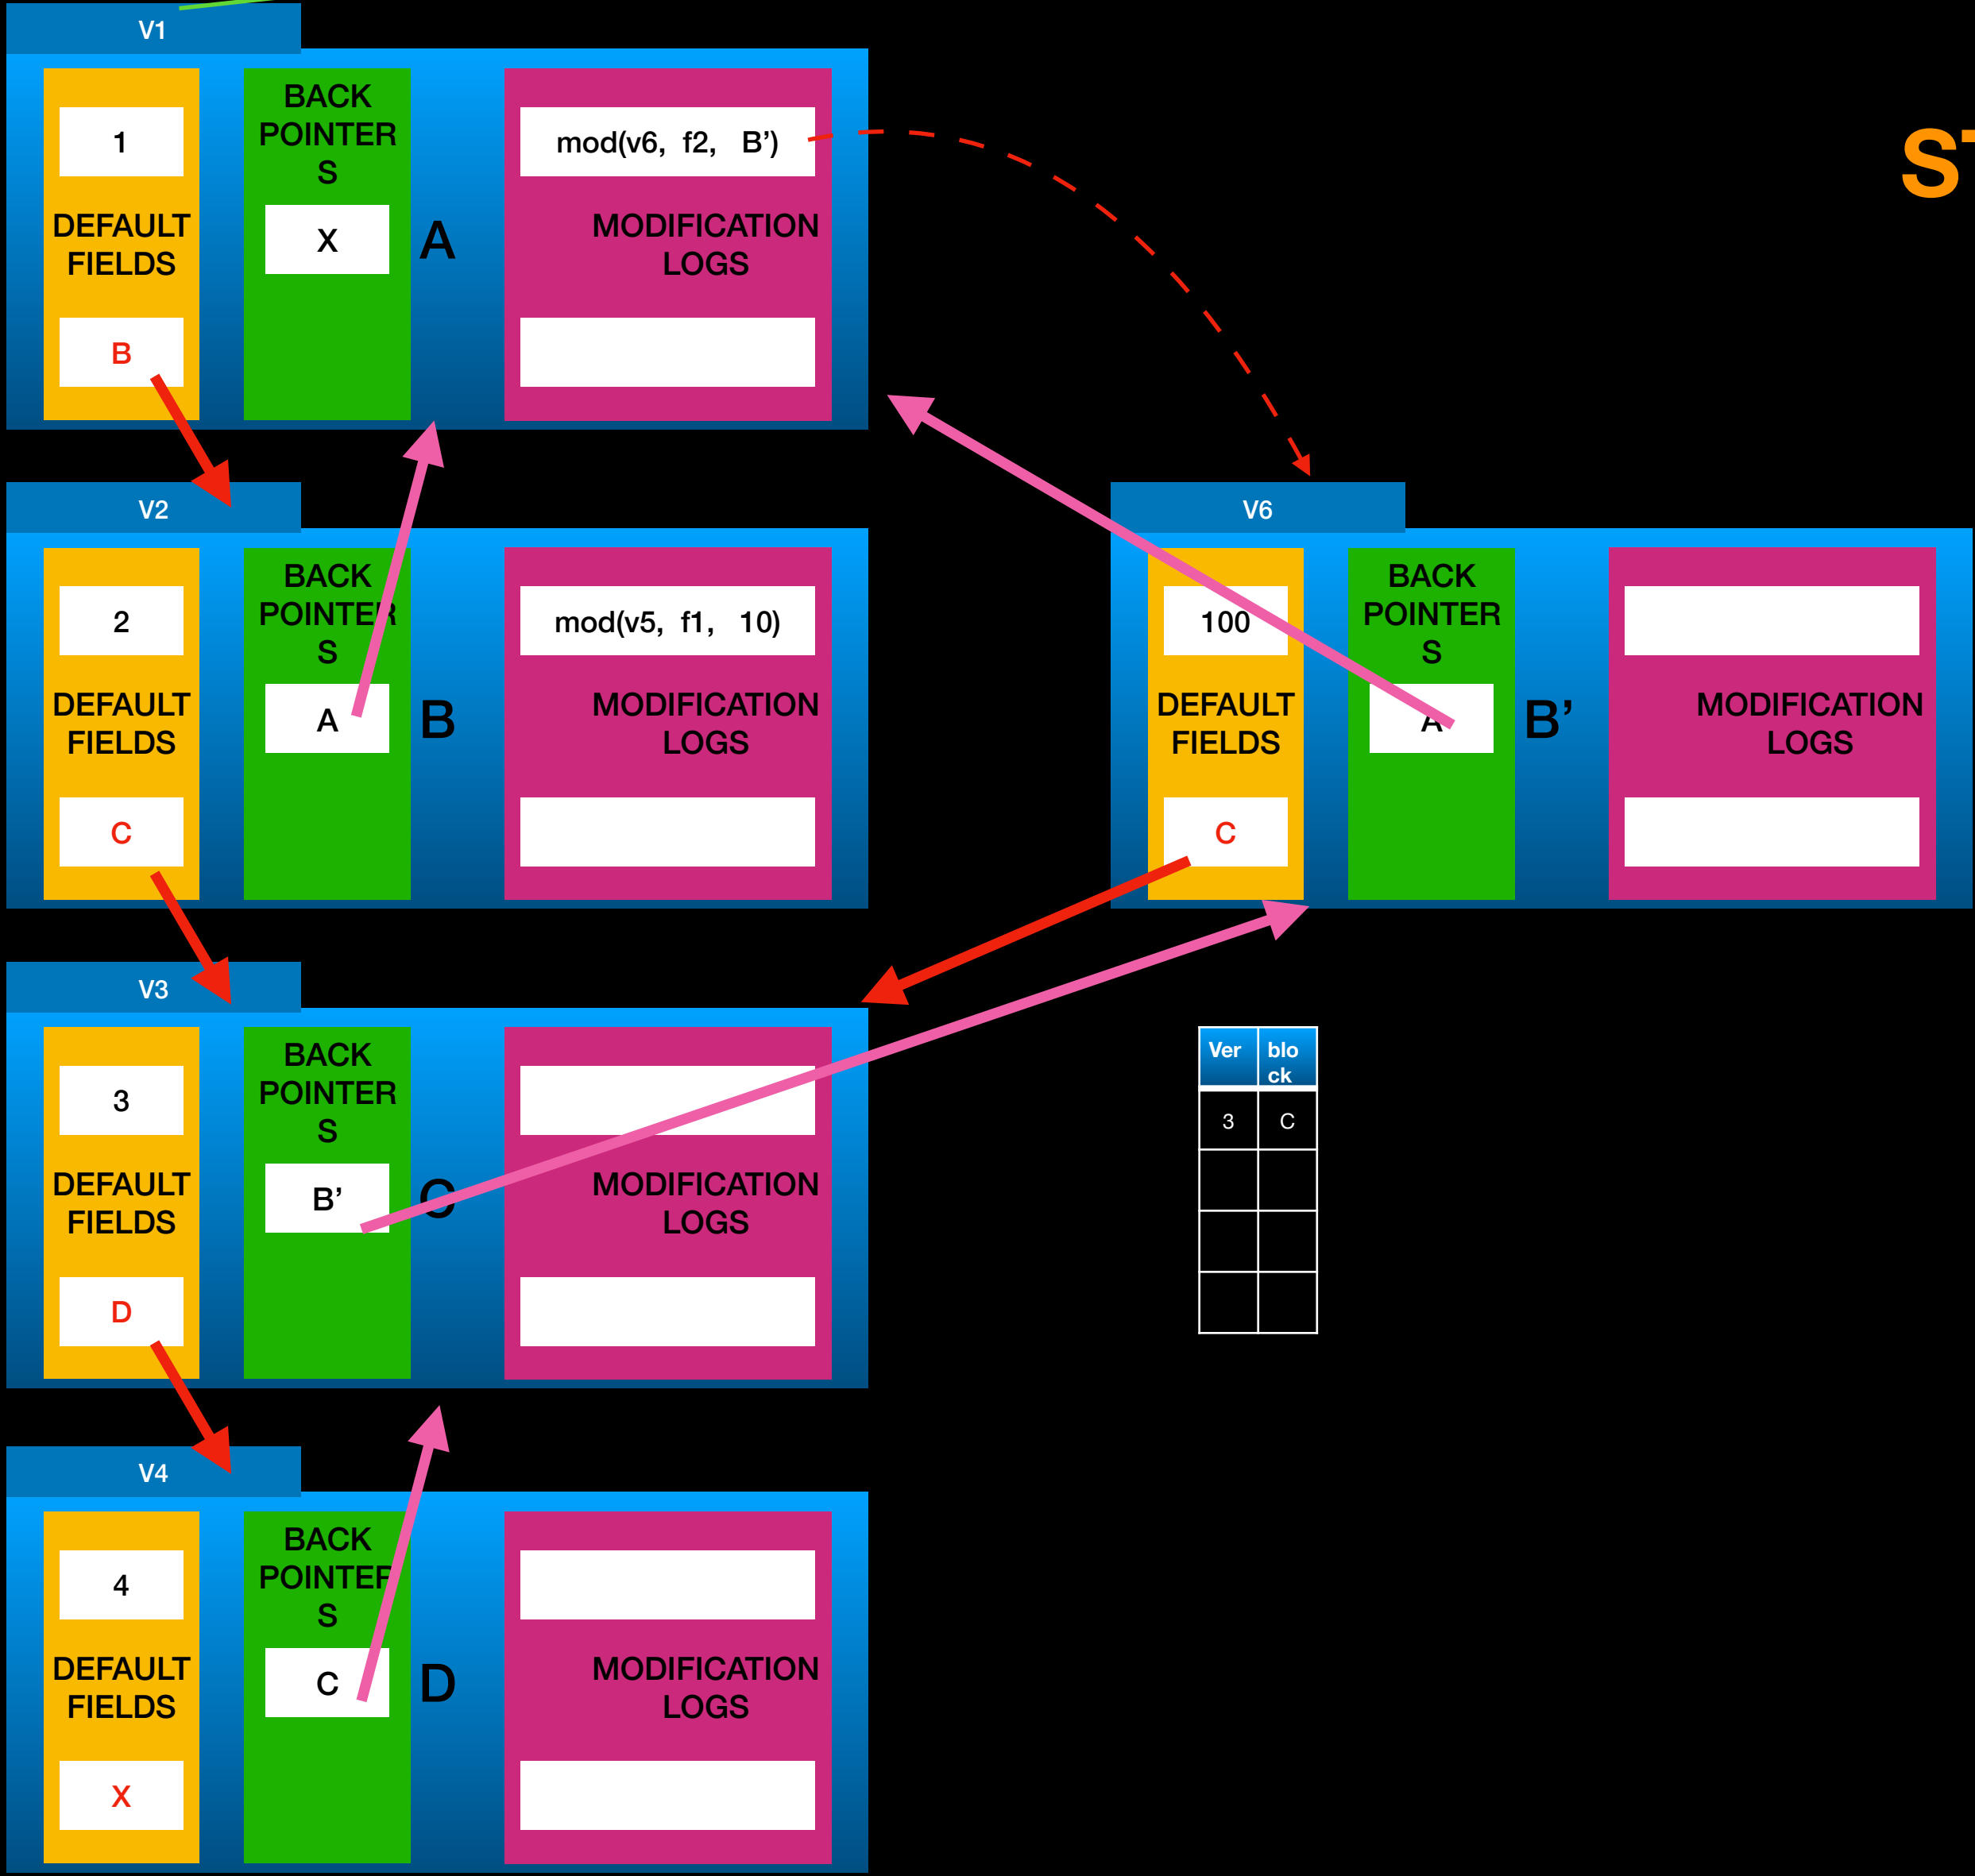 V1
1
DEFAULT
FIELDS
B
BACK
POINTER
S
X
A
mod(v6, f2, B’)
MODIFICATION
LOGS
V2
2
DEFAULT
FIELDS
C
BACK
POINTER
S
A
B
mod(v5, f1, 10)
MODIFICATION
LOGS
V6
100
DEFAULT
FIELDS
C
BACK
POINTER
S
A
B’
MODIFICATION
LOGS
V3
3
DEFAULT
FIELDS
D
BACK
POINTER
S
B’
C
MODIFICATION
LOGS
Ver
blo
ck
3
C
V4
4
DEFAULT
FIELDS
X
BACK
POINTER
S
C
D
MODIFICATION
LOGS